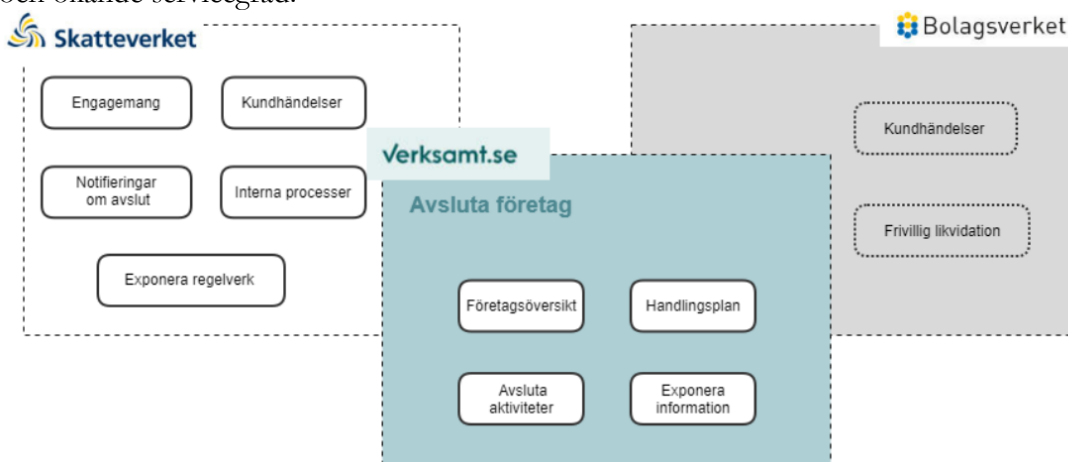 och ökande servicegrad.
Skatteverket
Bolagsverket
Engagemang
Kundhändelser
Notifieringar
om avslut
Interna processer
Exponera regelverk
verksamt.se
Avsluta företag
Företagsöversikt
Handlingsplan
Avsluta
aktiviteter
Exponera
information
Kundhändelser
Frivillig likvidation